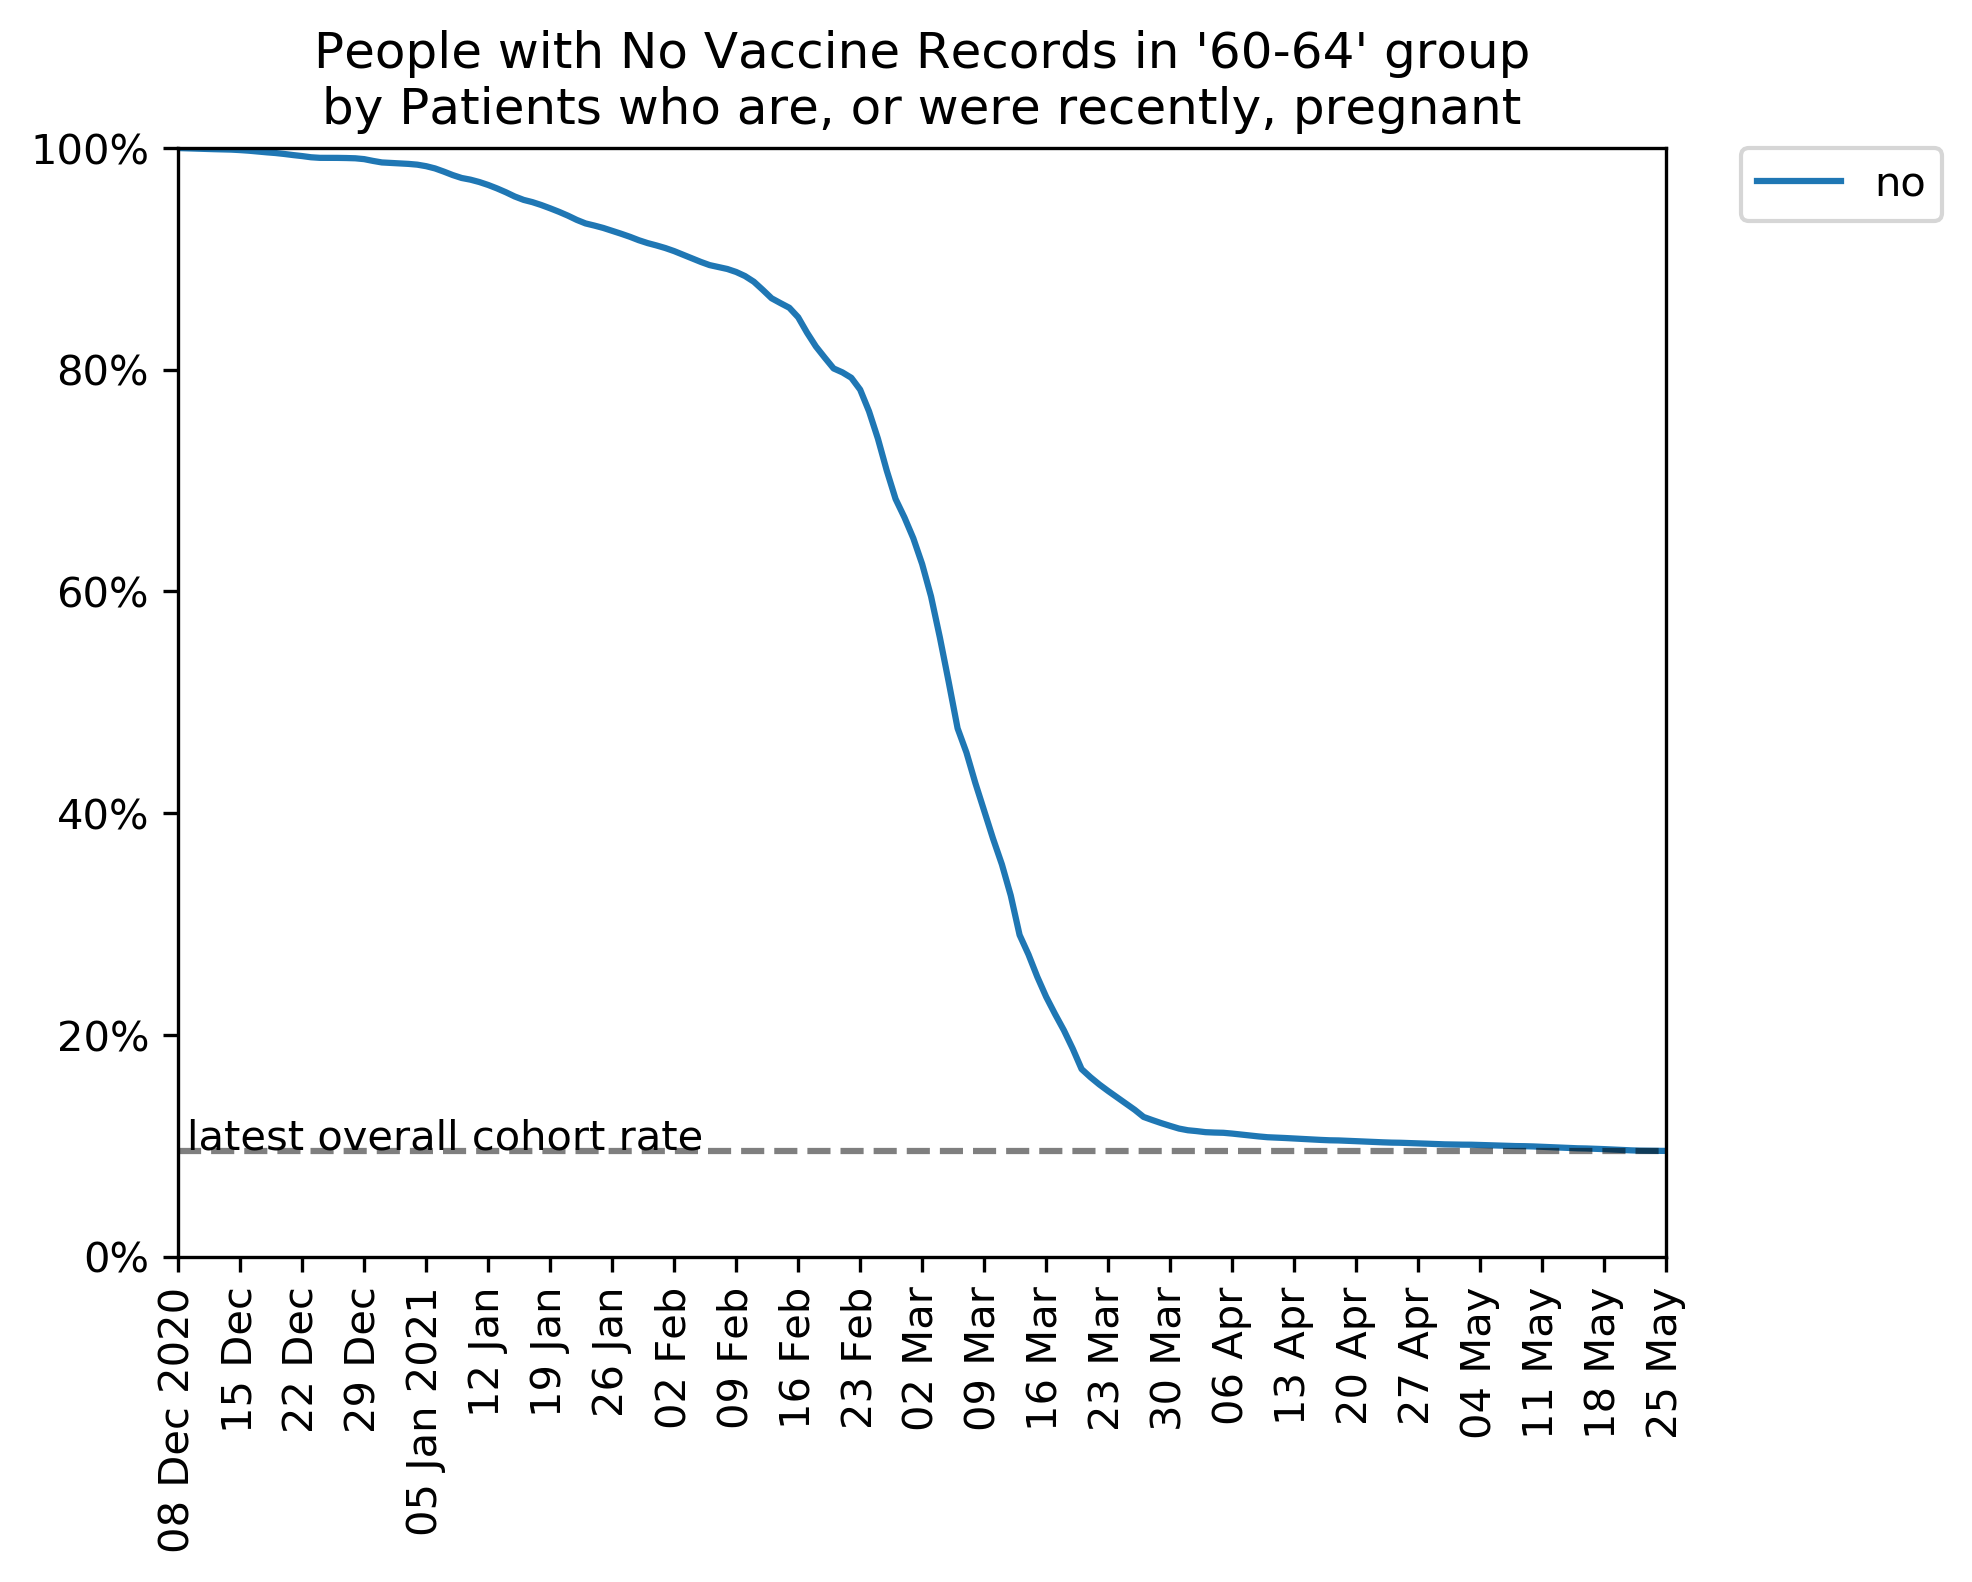 People with No Vaccine Records in '60-64' group
by Patients who are, or were recently, pregnant
no
100%
80%
60%
40%
20%
0%
latest overall cohort rate
08 Dec 2020
15 Dec
22 Dec
29 Dec
05 Jan 2021
12 Jan
19 Jan
26 Jan
02 Feb
09 Feb
16 Feb
23 Feb
02 Mar
09 Mar
16 Mar
23 Mar
30 Mar
06 Apr
13 Apr
20 Apr
27 Apr
04 May
11 May
18 May
25 May